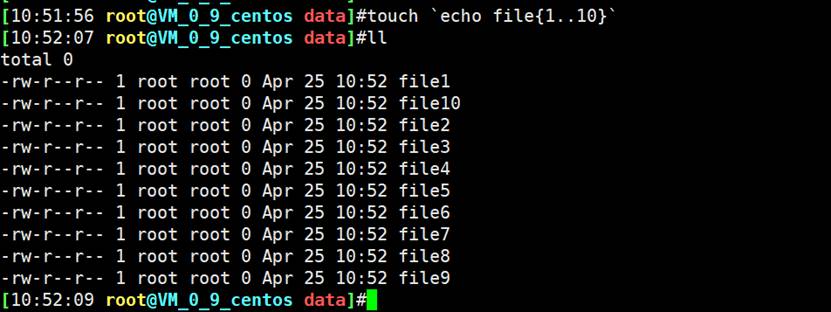 [10:51:56 root@VM_0_9_centos data]#touch `echo file{1..10}`
[10:52:07 root@VM_0_9_centos data]#ll
total 0
-rw-r--r-- 1 root root 0 Apr 25 10:52 file1
-rw-r--r-- 1 root root 0 Apr 25 10:52 file10
-rw-r--r-- 1 root root 0 Apr 25 10:52 file2
-rw-r--r-- 1 root root 0 Apr 25 10:52 file3
-rw-r--r-- 1 root root 0 Apr 25 10:52 file4
-rw-r--r-- 1 root root 0 Apr 25 10:52 file5
-rw-r--r-- 1 root root 0 Apr 25 10:52 file6
-rw-r--r-- 1 root root 0 Apr 25 10:52 file7
-rw-r--r-- 1 root root 0 Apr 25 10:52 file8
-rw-r--r-- 1 root root 0 Apr 25 10:52 file9
[10:52:09 root@VM_0_9_centos data]#